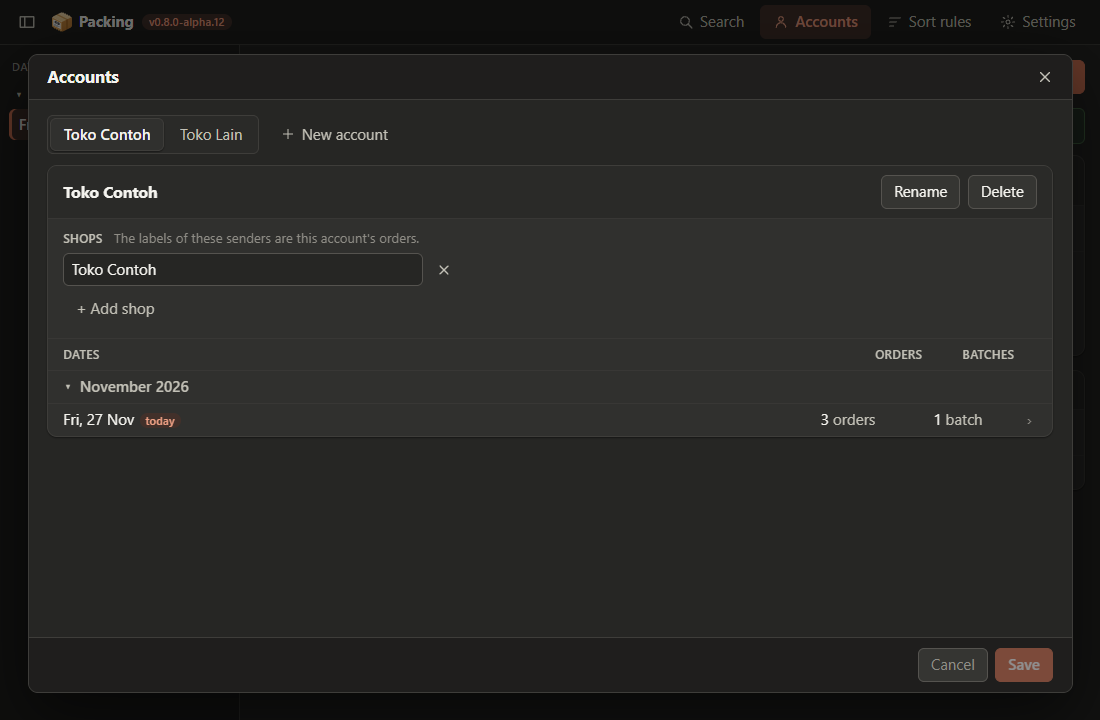 Packing v0.8.0-alpha.12 Search Accounts Sort rules Settings
Accounts
Toko Contoh Toko Lain + New account
Toko Contoh Rename Delete
SHOPS The labels of these senders are this account's orders.
Toko Contoh
+ Add shop
DATES ORDERS BATCHES
November 2026
Fri, 27 Nov today 3 orders 1 batch
Cancel Save